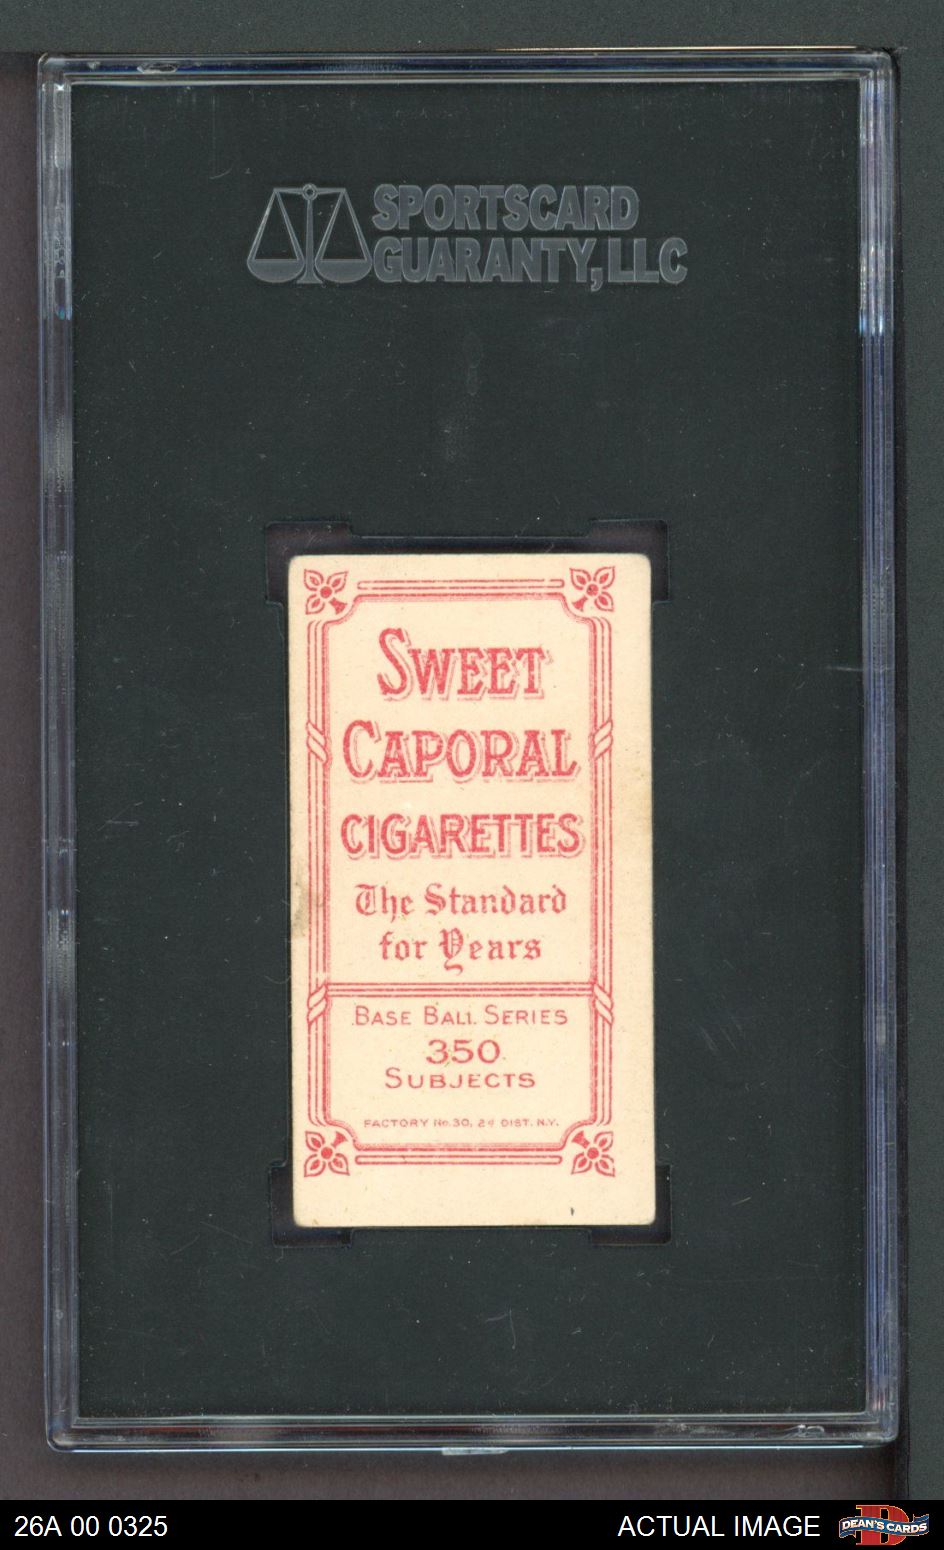 SPORTSCARD
GUARANTY, LLC
SWEET
CAPORAL
CIGARETTES
The Standard
for Years
BASE BALL SERIES
350
SUBJECTS
FACTORY No. 30, 2d DIST. N.Y.
26A 00 0325
ACTUAL IMAGE
DEAN'S CARDS